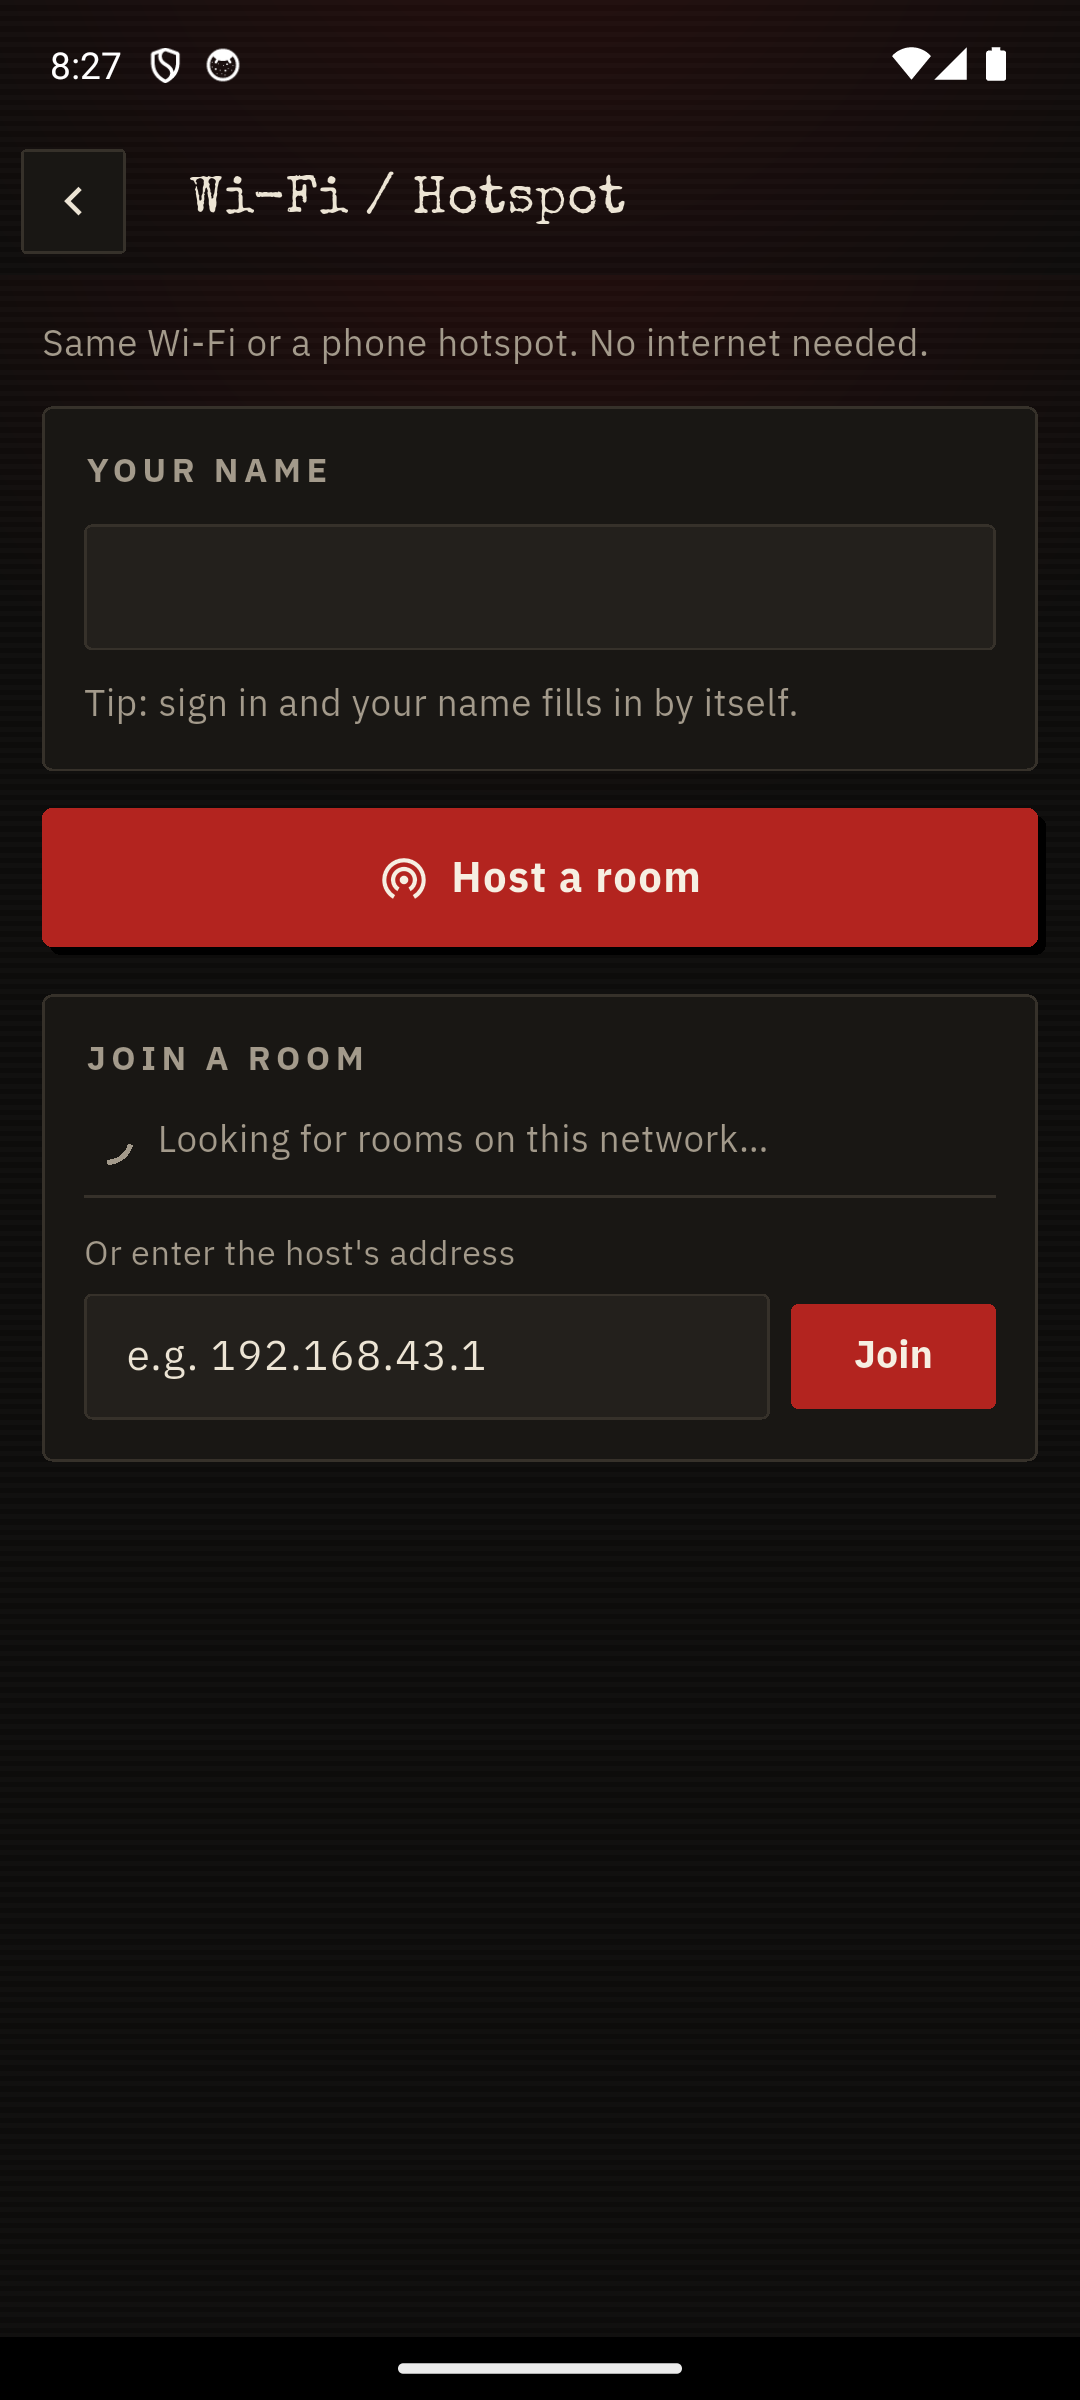 8:27
Wi-Fi / Hotspot
Same Wi-Fi or a phone hotspot. No internet needed.
YOUR NAME
Tip: sign in and your name fills in by itself.
Host a room
JOIN A ROOM
Looking for rooms on this network...
Or enter the host's address
e.g. 192.168.43.1
Join